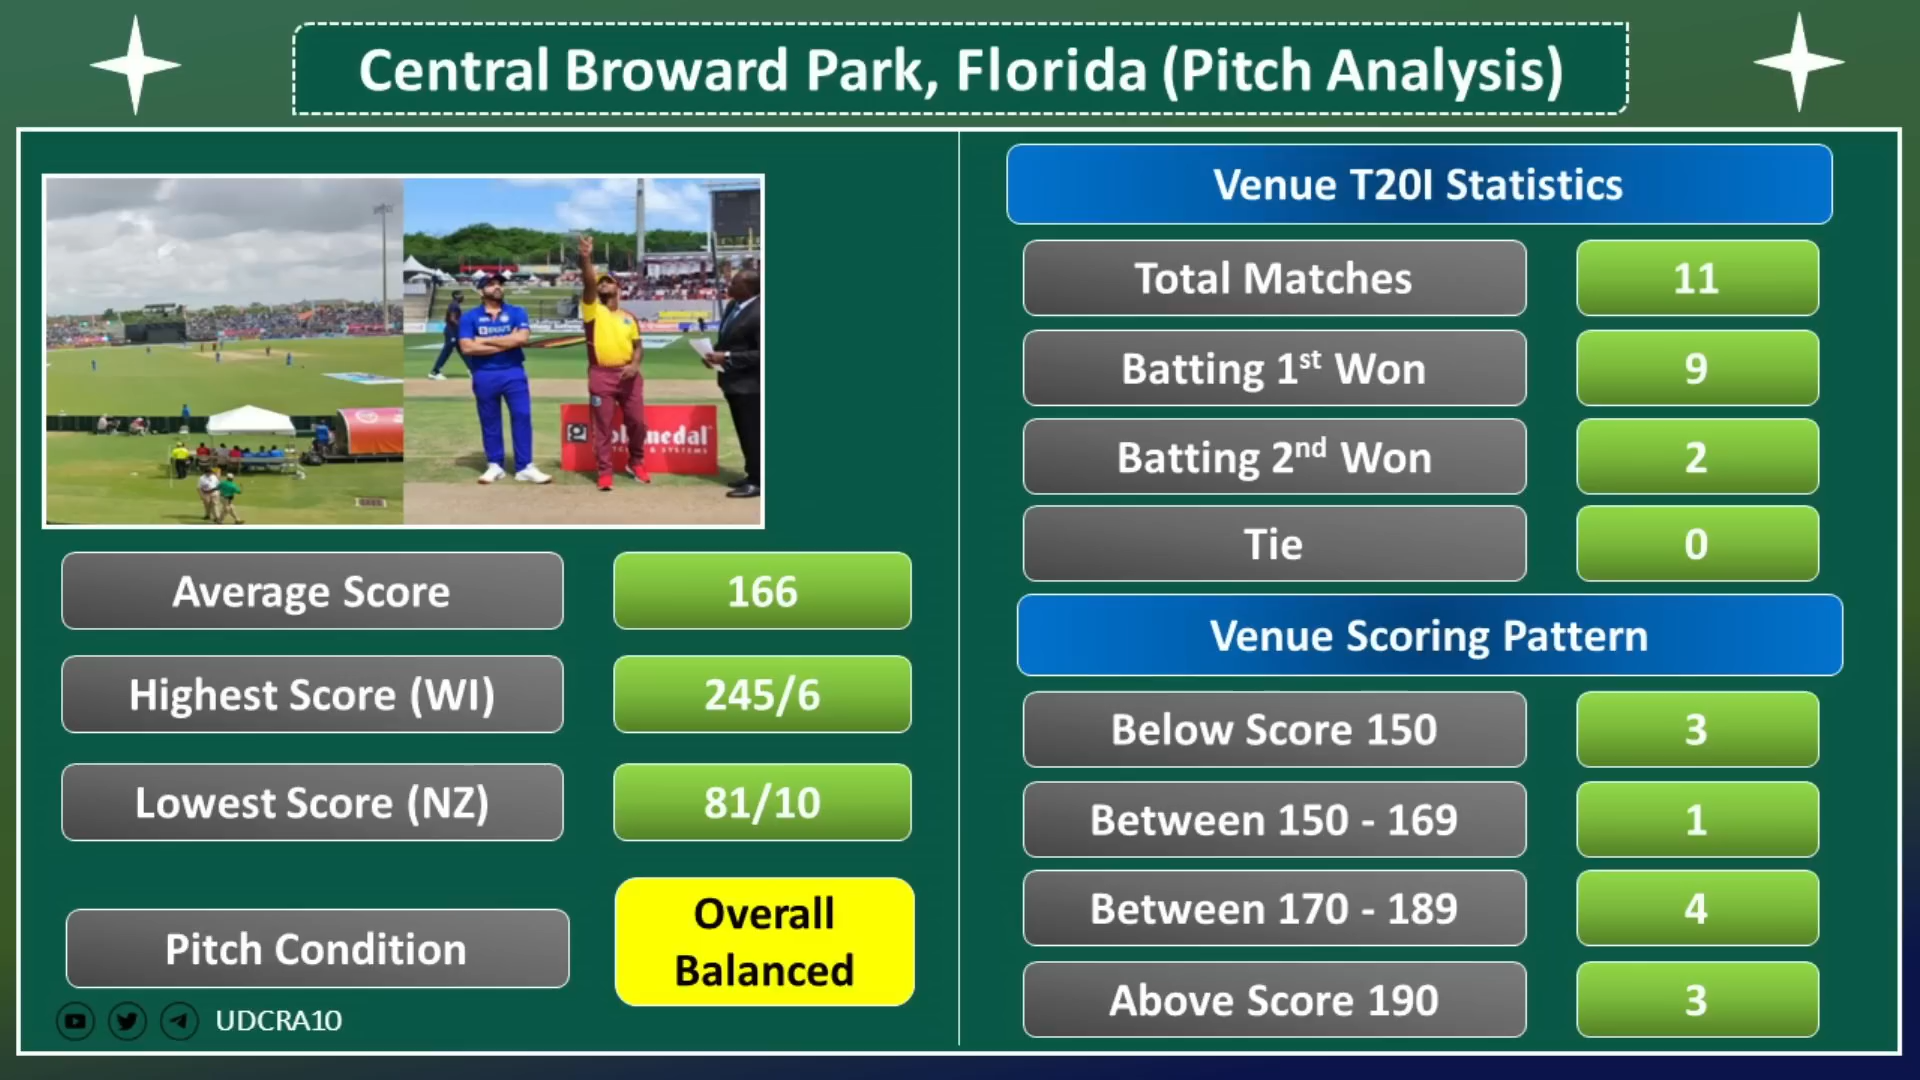 Central Broward Park, Florida (Pitch Analysis)
medal
Average Score 166
Highest Score (WI) 245/6
Lowest Score (NZ) 81/10
Pitch Condition Overall Balanced
UDCRA10
Venue T20I Statistics
Total Matches 11
Batting 1st Won 9
Batting 2nd Won 2
Tie 0
Venue Scoring Pattern
Below Score 150 3
Between 150 - 169 1
Between 170 - 189 4
Above Score 190 3